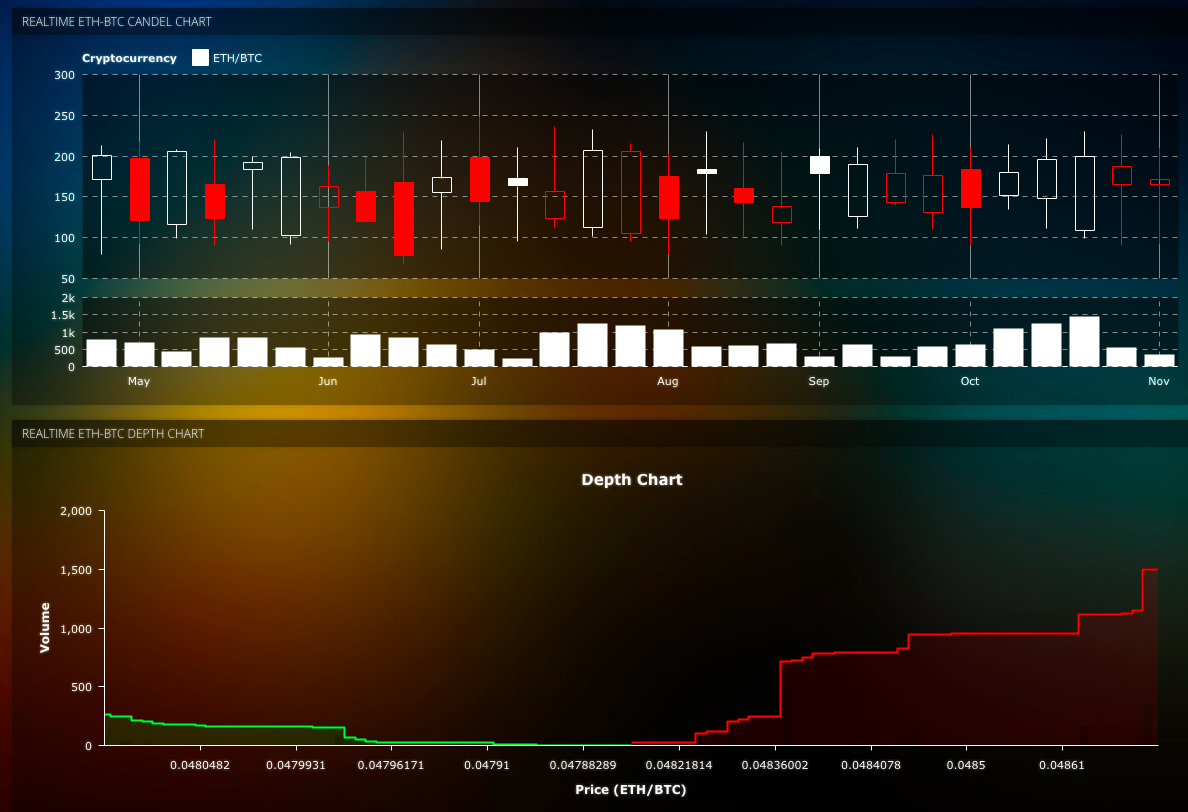 REALTIME ETH-BTC CANDEL CHART
Cryptocurrency ETH/BTC
300
250
200
150
100
50
2k
1.5k
1k
500
0
May Jun Jul Aug Sep Oct Nov
REALTIME ETH-BTC DEPTH CHART
Depth Chart
2,000
1,500
1,000
500
0
Volume
0.0480482 0.0479931 0.04796171 0.04791 0.04788289 0.04821814 0.04836002 0.0484078 0.0485 0.04861
Price (ETH/BTC)